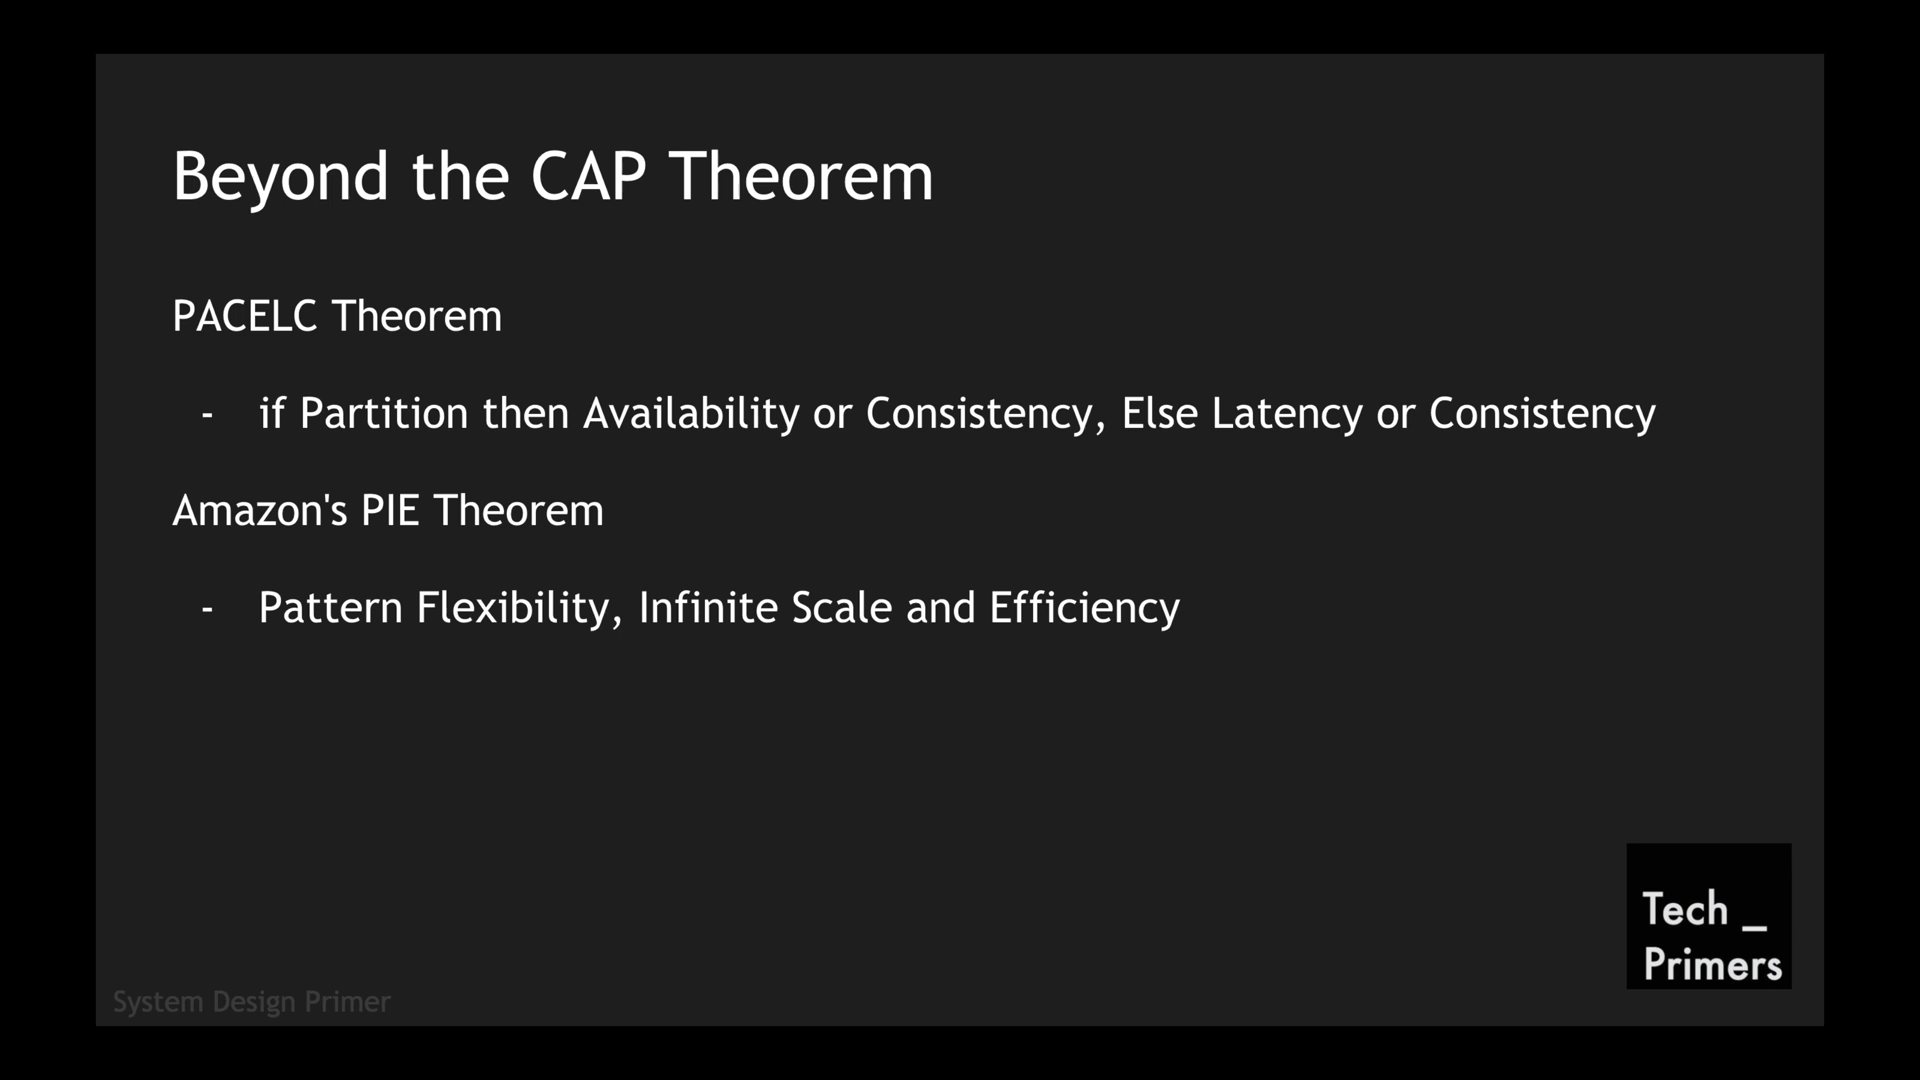 Beyond the CAP Theorem
PACELC Theorem
- if Partition then Availability or Consistency, Else Latency or Consistency
Amazon's PIE Theorem
- Pattern Flexibility, Infinite Scale and Efficiency
Tech _
Primers
System Design Primer